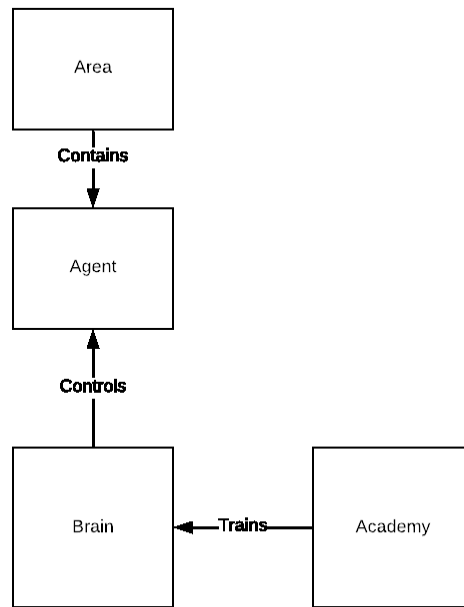 Area
Contains
Agent
Controls
Brain
Trains
Academy